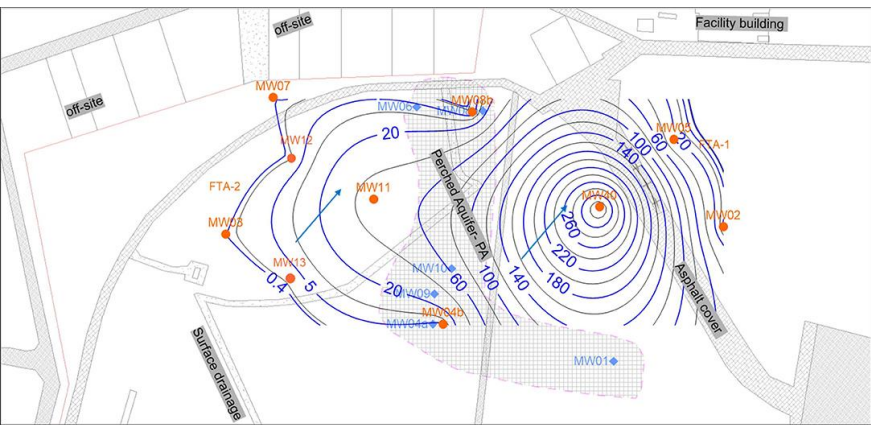 off-site
Facility building
MW07
off-site
MW06
MW08b
20
MW05
FTA-1
100
60
20
140
MW12
Perched Aquifer- PA
FTA-2
MW11
MW40
MW03
260
MW02
220
MW13
MW10
60
100
140
180
0.4
5
20
MW09
Asphalt cover
MW04b
MW04a
Surface drainage
MW01